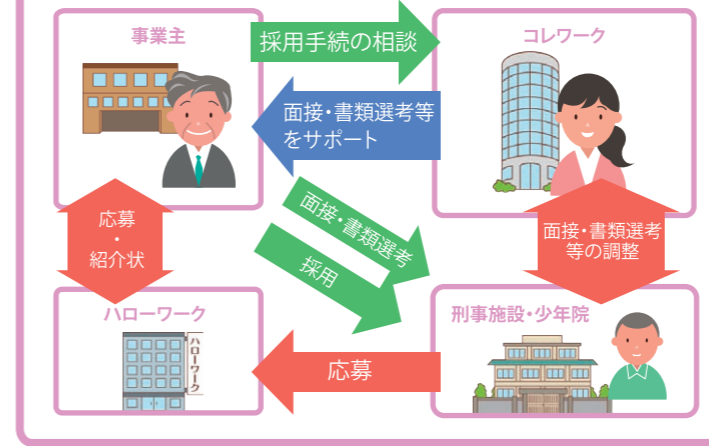 事業主
採用手続の相談
コレワーク
面接・書類選考等
をサポート
応募
・
紹介状
面接・書類選考
採用
面接・書類選考
等の調整
ハローワーク
ハローワーク
応募
刑事施設・少年院